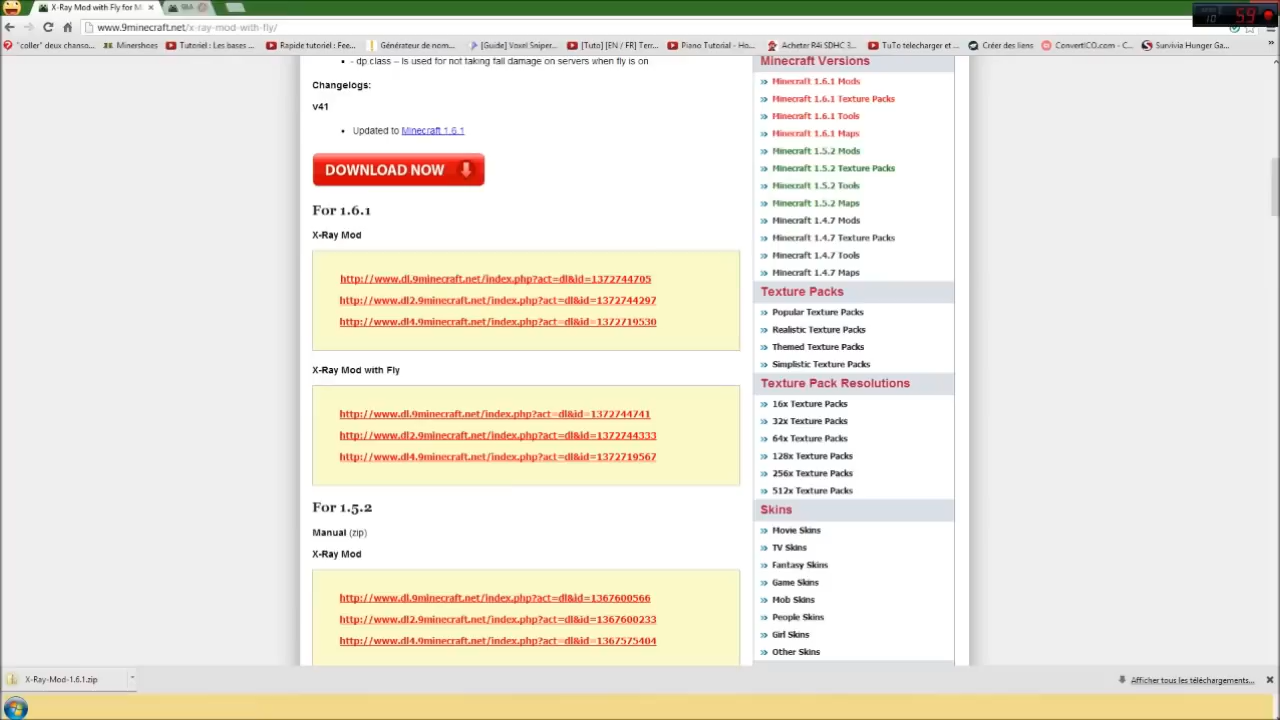 X-Ray Mod with Fly for M
SMA
59
10
www.9minecraft.net/x-ray-mod-with-fly/
"coller" deux chansc...
Minershoes
Tutoriel : Les bases ...
Rapide tutoriel : Fee...
Générateur de nom...
[Guide] Voxel Sniper...
[Tuto] [EN / FR] Terr...
Piano Tutorial - Ho...
Acheter R4i SDHC 3...
TuTo telecharger et ...
Créer des liens
ConvertICO.com - C...
Survivia Hunger Ga...
- dp.class – is used for not taking fall damage on servers when fly is on
Changelogs:
v41
Updated to Minecraft 1.6.1
DOWNLOAD NOW
For 1.6.1
X-Ray Mod
http://www.dl.9minecraft.net/index.php?act=dl&id=1372744705
http://www.dl2.9minecraft.net/index.php?act=dl&id=1372744297
http://www.dl4.9minecraft.net/index.php?act=dl&id=1372719530
X-Ray Mod with Fly
http://www.dl.9minecraft.net/index.php?act=dl&id=1372744741
http://www.dl2.9minecraft.net/index.php?act=dl&id=1372744333
http://www.dl4.9minecraft.net/index.php?act=dl&id=1372719567
For 1.5.2
Manual (zip)
X-Ray Mod
http://www.dl.9minecraft.net/index.php?act=dl&id=1367600566
http://www.dl2.9minecraft.net/index.php?act=dl&id=1367600233
http://www.dl4.9minecraft.net/index.php?act=dl&id=1367575404
Minecraft Versions
Minecraft 1.6.1 Mods
Minecraft 1.6.1 Texture Packs
Minecraft 1.6.1 Tools
Minecraft 1.6.1 Maps
Minecraft 1.5.2 Mods
Minecraft 1.5.2 Texture Packs
Minecraft 1.5.2 Tools
Minecraft 1.5.2 Maps
Minecraft 1.4.7 Mods
Minecraft 1.4.7 Texture Packs
Minecraft 1.4.7 Tools
Minecraft 1.4.7 Maps
Texture Packs
Popular Texture Packs
Realistic Texture Packs
Themed Texture Packs
Simplistic Texture Packs
Texture Pack Resolutions
16x Texture Packs
32x Texture Packs
64x Texture Packs
128x Texture Packs
256x Texture Packs
512x Texture Packs
Skins
Movie Skins
TV Skins
Fantasy Skins
Game Skins
Mob Skins
People Skins
Girl Skins
Other Skins
X-Ray-Mod-1.6.1.zip
Afficher tous les téléchargements...